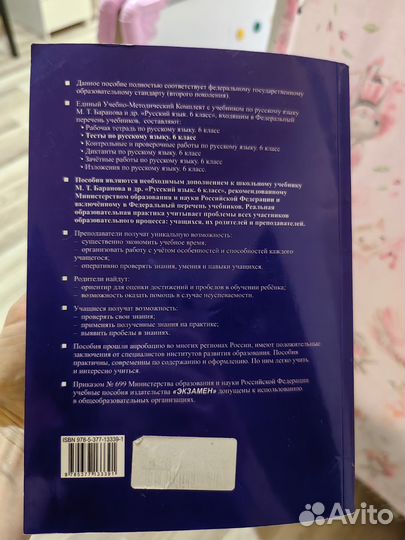 Данное пособие полностью соответствует федеральному государственному
образовательному стандарту (второго поколения).
Единый Учебно-Методический Комплект с учебником по русскому языку
М. Т. Баранова и др. «Русский язык. 6 класс», входящим в Федеральный
перечень учебников, составляют:
• Рабочая тетрадь по русскому языку. 6 класс
• Тесты по русскому языку. 6 класс
• Контрольные и проверочные работы по русскому языку. 6 класс
• Диктанты по русскому языку. 6 класс
• Зачётные работы по русскому языку. 6 класс
• Изложения по русскому языку. 6 класс
Пособия являются необходимым дополнением к школьному учебнику
М. Т. Баранова и др. «Русский язык. 6 класс», рекомендованному
Министерством образования и науки Российской Федерации и
включённому в Федеральный перечень учебников. Реальная
образовательная практика учитывает проблемы всех участников
образовательного процесса: учащихся, их родителей и преподавателей.
Преподаватели получат уникальную возможность:
– существенно экономить учебное время;
– организовать работу с учётом особенностей и способностей каждого
учащегося;
– оперативно проверять знания, умения и навыки учащихся.
Родители найдут:
– ориентир для оценки достижений и пробелов в обучении ребёнка;
– возможность оказать помощь в случае неуспеваемости.
Учащиеся получат возможность:
– проверять свои знания;
– применять полученные знания на практике;
– выявить пробелы в знаниях.
Пособия прошли апробацию во многих регионах России, имеют положительные
заключения от специалистов институтов развития образования. Пособия
практичны, современны по содержанию и оформлению. По ним легко учить
и интересно учиться.
Приказом № 699 Министерства образования и науки Российской Федерации
учебные пособия издательства «ЭКЗАМЕН» допущены к использованию
в общеобразовательных организациях.
ISBN 978-5-377-13339-1
9 785377 133391
Avito